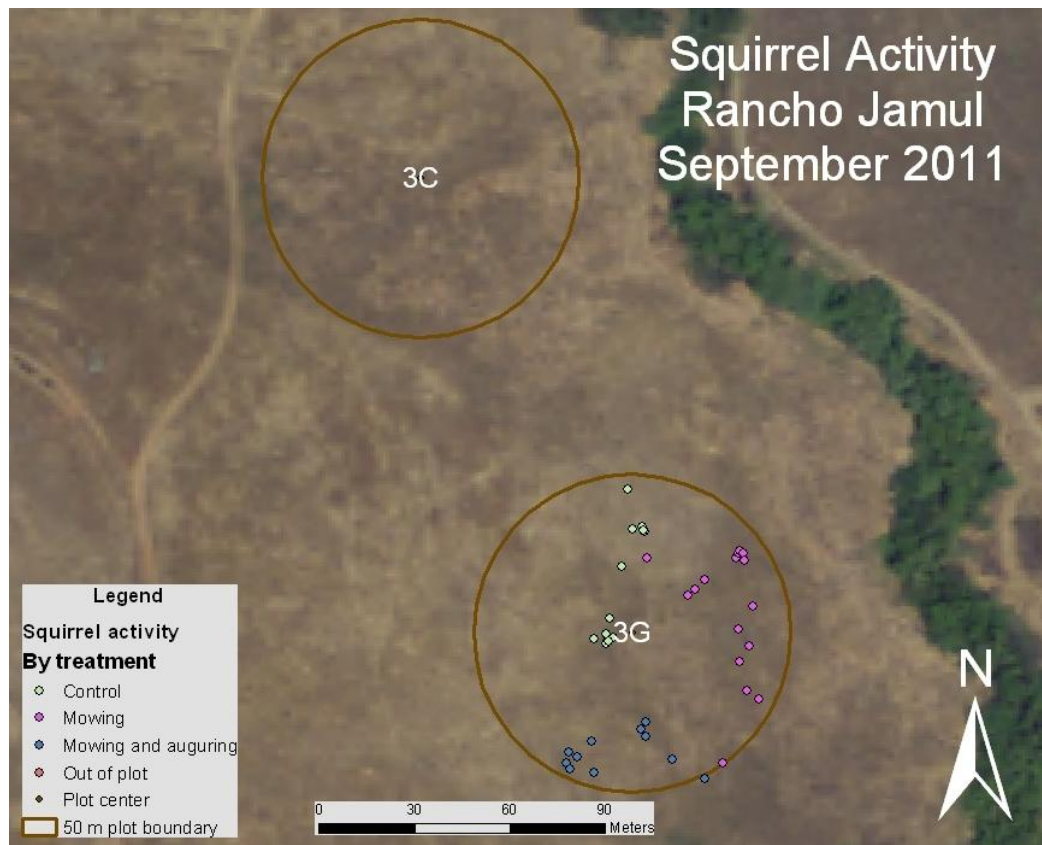 Squirrel Activity
Rancho Jamul
September 2011
3C
3G
N
Legend
Squirrel activity
By treatment
Control
Mowing
Mowing and auguring
Out of plot
Plot center
50 m plot boundary
0 30 60 90
Meters